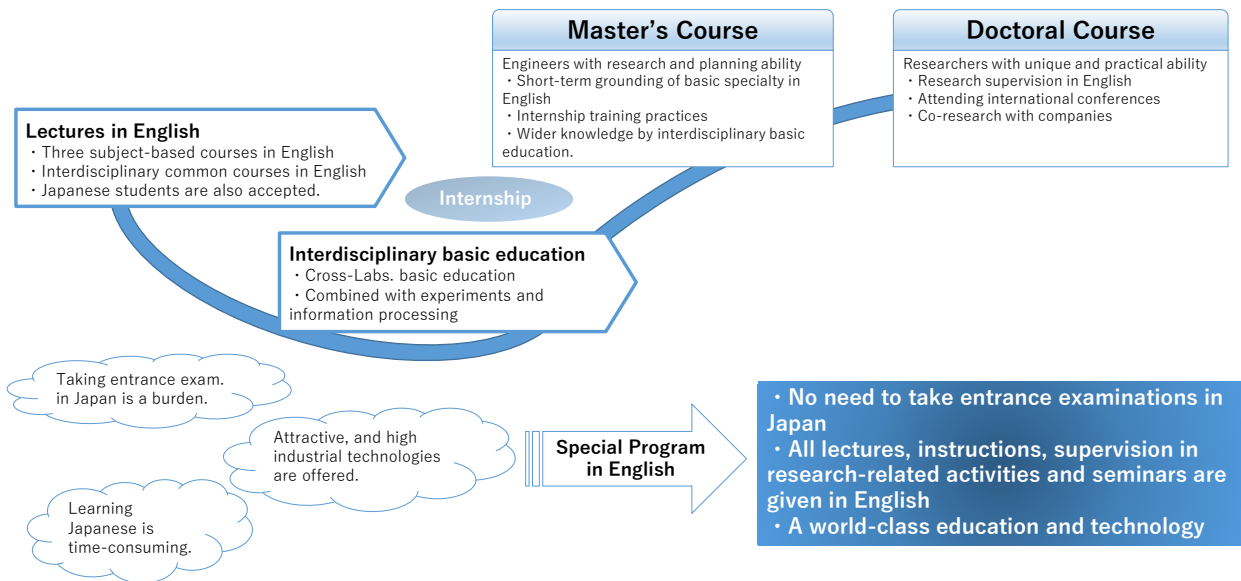 Master's Course
Engineers with research and planning ability
・Short-term grounding of basic specialty in
English
・Internship training practices
・Wider knowledge by interdisciplinary basic
education.
Doctoral Course
Researchers with unique and practical ability
・Research supervision in English
・Attending international conferences
・Co-research with companies
Lectures in English
・Three subject-based courses in English
・Interdisciplinary common courses in English
・Japanese students are also accepted.
Internship
Interdisciplinary basic education
・Cross-Labs. basic education
・Combined with experiments and
information processing
Taking entrance exam.
in Japan is a burden.
Attractive, and high
industrial technologies
are offered.
Learning
Japanese is
time-consuming.
Special Program
in English
・No need to take entrance examinations in
Japan
・All lectures, instructions, supervision in
research-related activities and seminars are
given in English
・A world-class education and technology